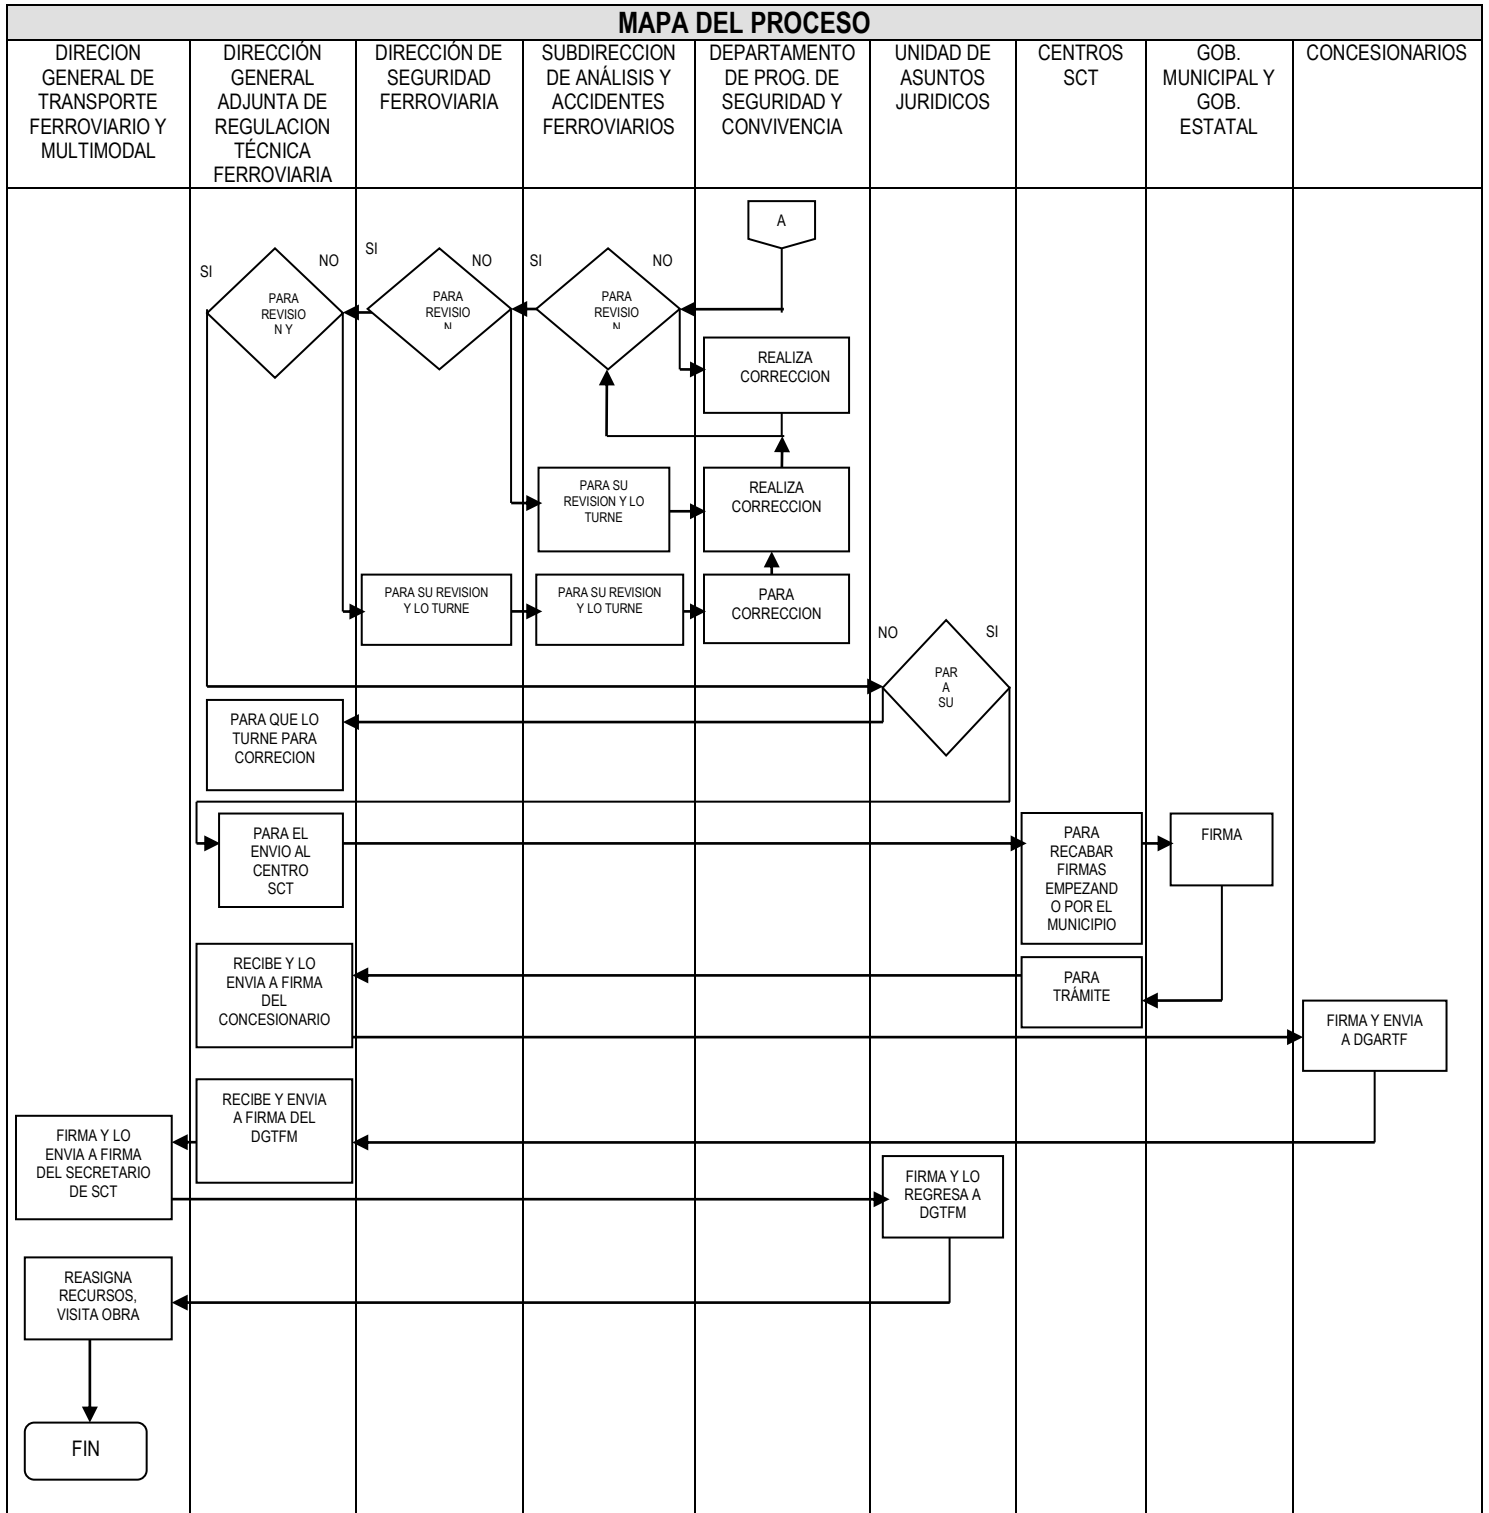 MAPA DEL PROCESO
DIRECION
GENERAL DE
TRANSPORTE
FERROVIARIO Y
MULTIMODAL
DIRECCIÓN
GENERAL
ADJUNTA DE
REGULACION
TÉCNICA
FERROVIARIA
DIRECCIÓN DE
SEGURIDAD
FERROVIARIA
SUBDIRECCION
DE ANÁLISIS Y
ACCIDENTES
FERROVIARIOS
DEPARTAMENTO
DE PROG. DE
SEGURIDAD Y
CONVIVENCIA
UNIDAD DE
ASUNTOS
JURIDICOS
CENTROS
SCT
GOB.
MUNICIPAL Y
GOB.
ESTATAL
CONCESIONARIOS
A
SI
NO
PARA
REVISIO
N Y
SI
NO
PARA
REVISIO
N
SI
NO
PARA
REVISIO
N
REALIZA
CORRECCION
PARA SU
REVISION Y LO
TURNE
REALIZA
CORRECCION
PARA SU REVISION
Y LO TURNE
PARA SU REVISION
Y LO TURNE
PARA
CORRECCION
NO
SI
PAR
A
SU
PARA QUE LO
TURNE PARA
CORRECION
PARA EL
ENVIO AL
CENTRO
SCT
PARA
RECABAR
FIRMAS
EMPEZAND
O POR EL
MUNICIPIO
FIRMA
RECIBE Y LO
ENVIA A FIRMA
DEL
CONCESIONARIO
PARA
TRÁMITE
FIRMA Y ENVIA
A DGARTF
RECIBE Y ENVIA
A FIRMA DEL
DGTFM
FIRMA Y LO
ENVIA A FIRMA
DEL SECRETARIO
DE SCT
FIRMA Y LO
REGRESA A
DGTFM
REASIGNA
RECURSOS,
VISITA OBRA
FIN